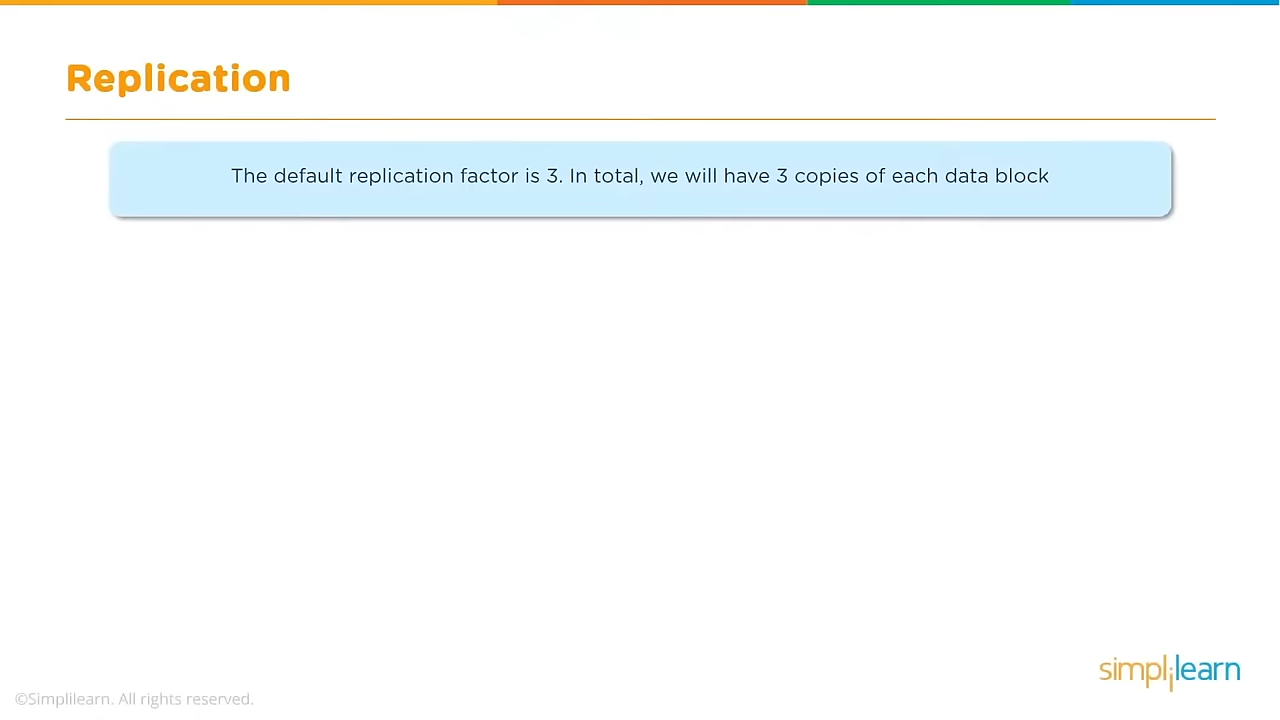 Replication
The default replication factor is 3. In total, we will have 3 copies of each data block
simplilearn
©Simplilearn. All rights reserved.